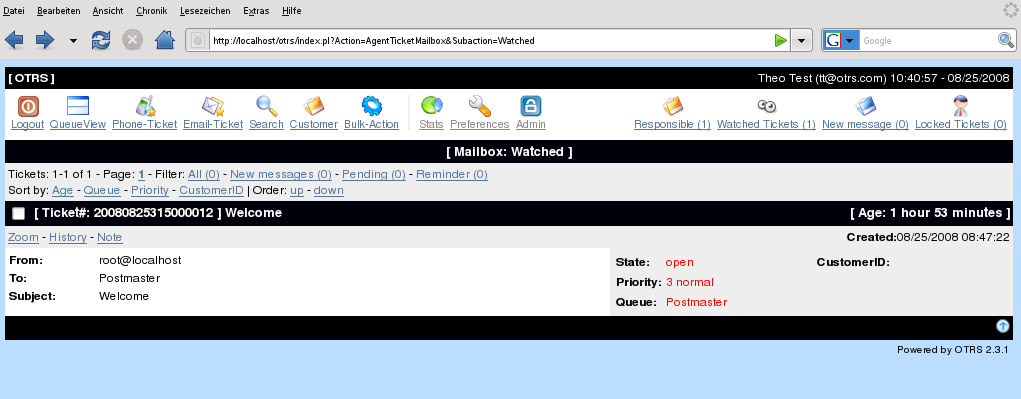 Datei Bearbeiten Ansicht Chronik Lesezeichen Extras Hilfe
http://localhost/otrs/index.pl?Action=AgentTicketMailbox&Subaction=Watched
G Google
[ OTRS ] Theo Test (tt@otrs.com) 10:40:57 - 08/25/2008
Logout QueueView Phone-Ticket Email-Ticket Search Customer Bulk-Action Stats Preferences Admin Responsible (1) Watched Tickets (1) New message (0) Locked Tickets (0)
[ Mailbox: Watched ]
Tickets: 1-1 of 1 - Page: 1 - Filter: All (0) - New messages (0) - Pending (0) - Reminder (0)
Sort by: Age - Queue - Priority - CustomerID | Order: up - down
[ Ticket#: 20080825315000012 ] Welcome [ Age: 1 hour 53 minutes ]
Zoom - History - Note Created:08/25/2008 08:47:22
From: root@localhost
To: Postmaster
Subject: Welcome
State: open CustomerID:
Priority: 3 normal
Queue: Postmaster
Powered by OTRS 2.3.1